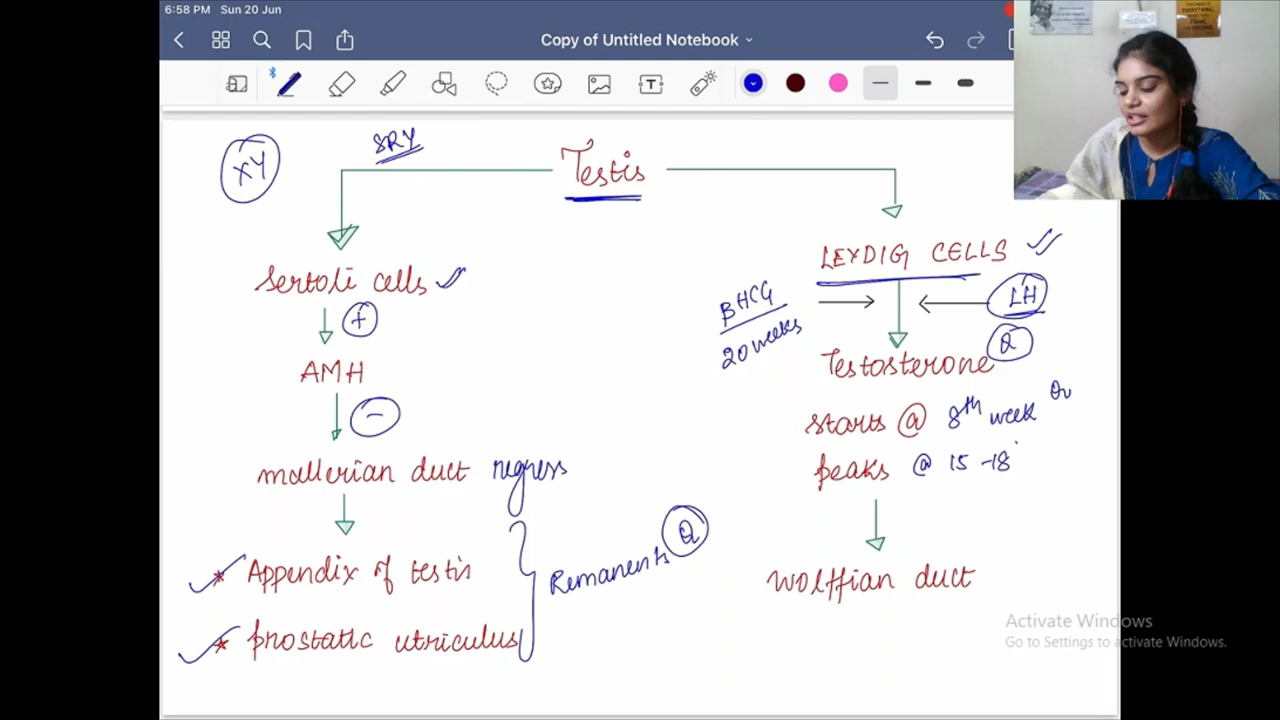 6:58 PM Sun 20 Jun
Copy of Untitled Notebook
XY
SRY
Testis
Sertoli cells
+
AMH
−
mallerian duct regress
* Appendix of testis
* prostatic utriculus
Remanents Q
LEYDIG CELLS
BHCG
20 weeks
LH
Q
Testosterone
starts @ 8th week
peaks @ 15-18
wolffian duct
Activate Windows
Go to Settings to activate Windows.